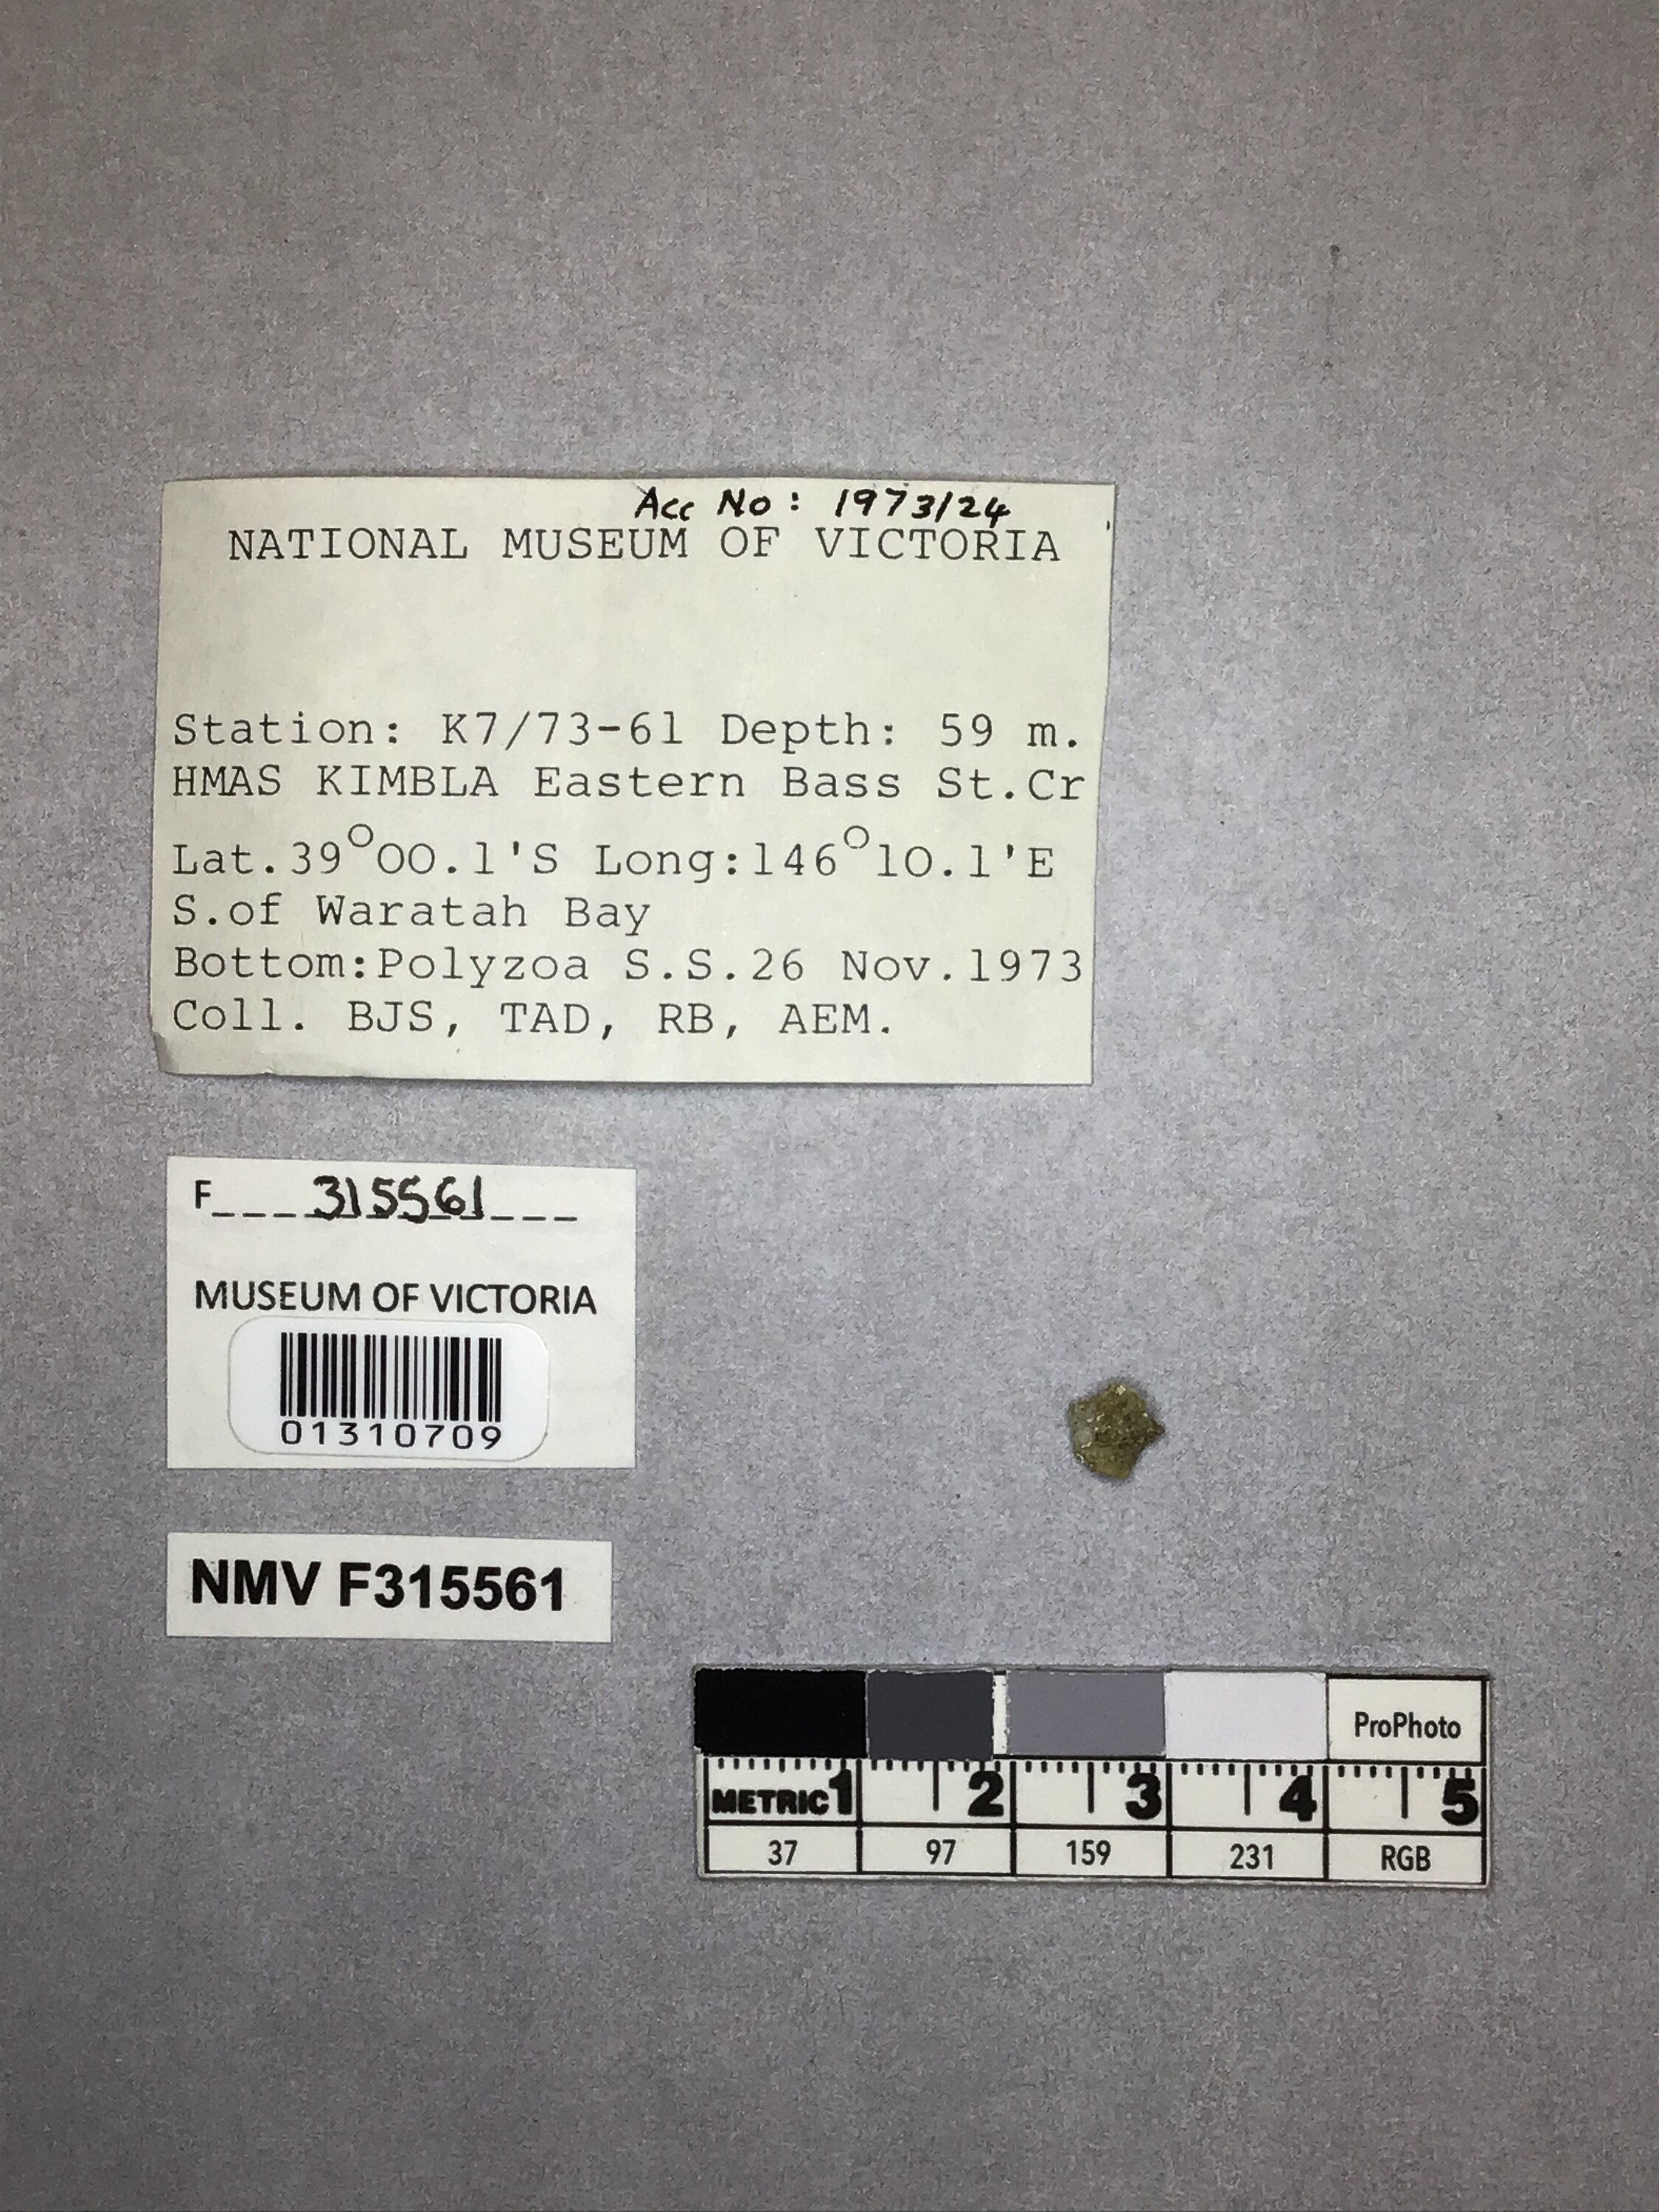 Acc No: 1973/24
NATIONAL MUSEUM OF VICTORIA
Station: K7/73-61 Depth: 59 m.
HMAS KIMBLA Eastern Bass St.Cr
Lat.39°00.1'S Long:146°10.1'E
S.of Waratah Bay
Bottom:Polyzoa S.S.26 Nov.1973
Coll. BJS, TAD, RB, AEM.
F___315561___
MUSEUM OF VICTORIA
01310709
NMV F315561
ProPhoto
METRIC 1 2 3 4 5
37 97 159 231 RGB